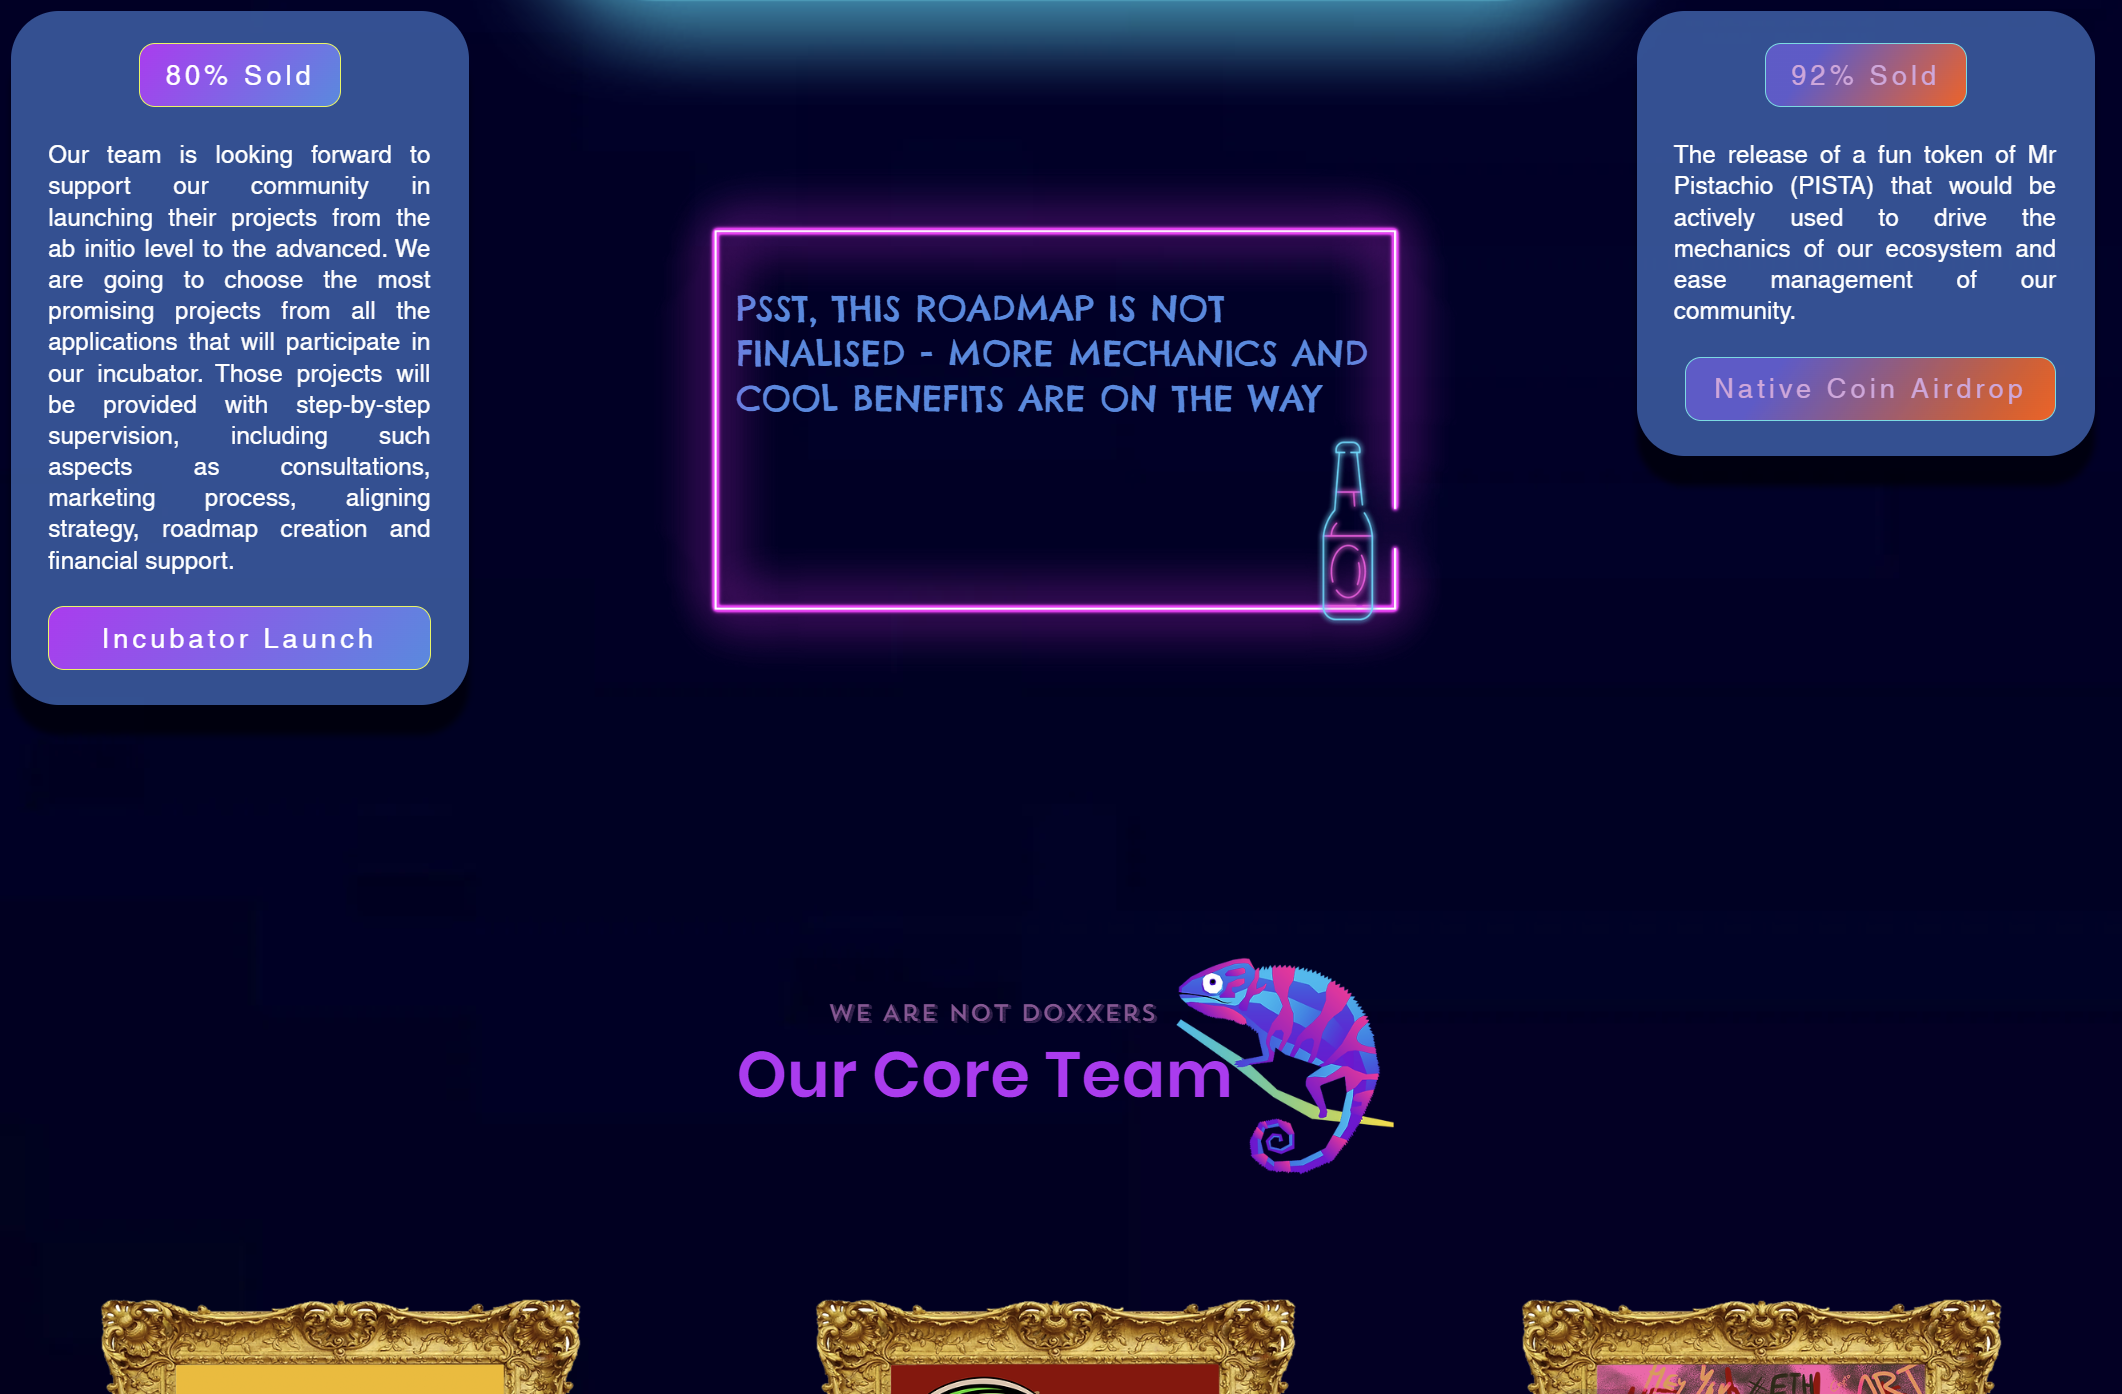 80% Sold
Our team is looking forward to
support our community in
launching their projects from the
ab initio level to the advanced. We
are going to choose the most
promising projects from all the
applications that will participate in
our incubator. Those projects will
be provided with step-by-step
supervision, including such
aspects as consultations,
marketing process, aligning
strategy, roadmap creation and
financial support.
Incubator Launch
PSST, THIS ROADMAP IS NOT
FINALISED - MORE MECHANICS AND
COOL BENEFITS ARE ON THE WAY
92% Sold
The release of a fun token of Mr
Pistachio (PISTA) that would be
actively used to drive the
mechanics of our ecosystem and
ease management of our
community.
Native Coin Airdrop
WE ARE NOT DOXXERS
Our Core Team
ETH
ART